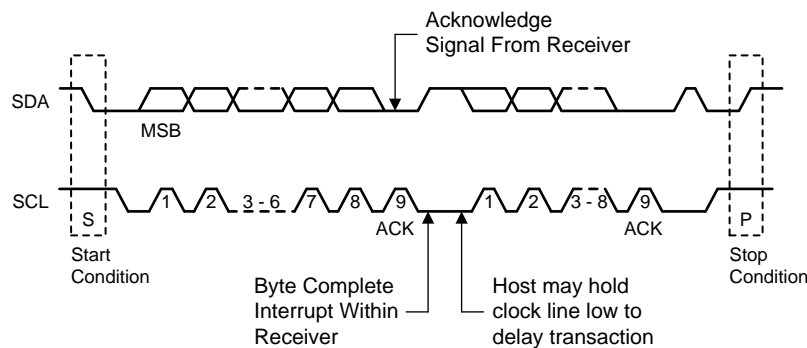 Acknowledge
Signal From Receiver
SDA
MSB
SCL
S
1
2
3 - 6
7
8
9
ACK
1
2
3 - 8
9
ACK
P
Start
Condition
Stop
Condition
Byte Complete
Interrupt Within
Receiver
Host may hold
clock line low to
delay transaction